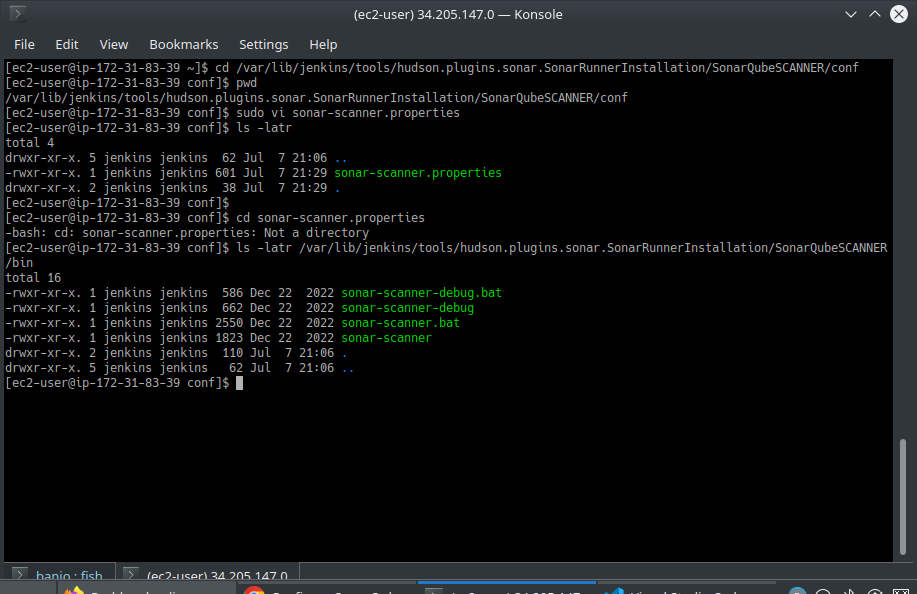 (ec2-user) 34.205.147.0 — Konsole
File Edit View Bookmarks Settings Help
[ec2-user@ip-172-31-83-39 ~]$ cd /var/lib/jenkins/tools/hudson.plugins.sonar.SonarRunnerInstallation/SonarQubeSCANNER/conf
[ec2-user@ip-172-31-83-39 conf]$ pwd
/var/lib/jenkins/tools/hudson.plugins.sonar.SonarRunnerInstallation/SonarQubeSCANNER/conf
[ec2-user@ip-172-31-83-39 conf]$ sudo vi sonar-scanner.properties
[ec2-user@ip-172-31-83-39 conf]$ ls -latr
total 4
drwxr-xr-x. 5 jenkins jenkins  62 Jul  7 21:06 ..
-rwxr-xr-x. 1 jenkins jenkins 601 Jul  7 21:29 sonar-scanner.properties
drwxr-xr-x. 2 jenkins jenkins  38 Jul  7 21:29 .
[ec2-user@ip-172-31-83-39 conf]$
[ec2-user@ip-172-31-83-39 conf]$ cd sonar-scanner.properties
-bash: cd: sonar-scanner.properties: Not a directory
[ec2-user@ip-172-31-83-39 conf]$ ls -latr /var/lib/jenkins/tools/hudson.plugins.sonar.SonarRunnerInstallation/SonarQubeSCANNER
/bin
total 16
-rwxr-xr-x. 1 jenkins jenkins  586 Dec 22  2022 sonar-scanner-debug.bat
-rwxr-xr-x. 1 jenkins jenkins  662 Dec 22  2022 sonar-scanner-debug
-rwxr-xr-x. 1 jenkins jenkins 2550 Dec 22  2022 sonar-scanner.bat
-rwxr-xr-x. 1 jenkins jenkins 1823 Dec 22  2022 sonar-scanner
drwxr-xr-x. 2 jenkins jenkins  110 Jul  7 21:06 .
drwxr-xr-x. 5 jenkins jenkins   62 Jul  7 21:06 ..
[ec2-user@ip-172-31-83-39 conf]$
banjo : fish (ec2-user) 34.205.147.0